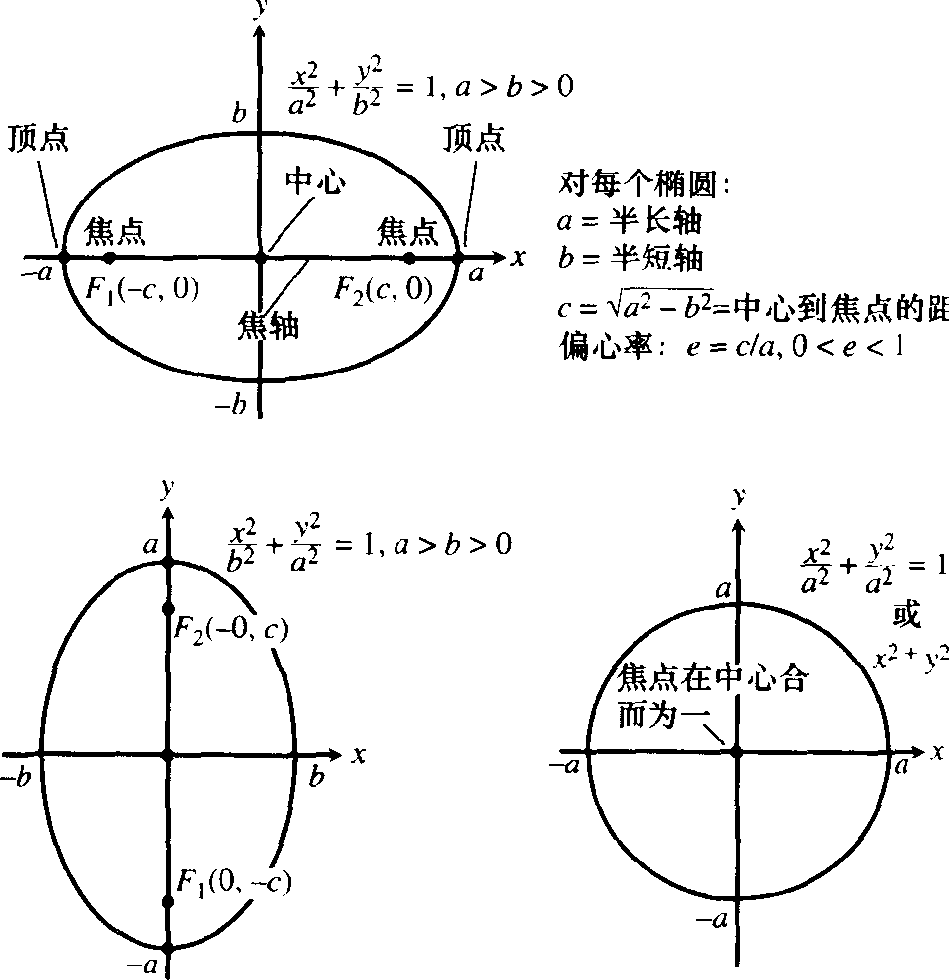 y
x²/a² + y²/b² = 1, a > b > 0
b
顶点
顶点
中心
焦点
焦点
–a
a
x
F₁(–c, 0)
F₂(c, 0)
焦轴
–b
对每个椭圆:
a = 半长轴
b = 半短轴
c = √a² – b²=中心到焦点的距
偏心率: e = c/a, 0 < e < 1
y
a
x²/b² + y²/a² = 1, a > b > 0
F₂(–0, c)
–b
b
x
F₁(0, –c)
–a
y
x²/a² + y²/a² = 1
或
x² + y²
a
焦点在中心合
而为一
–a
a
x
–a